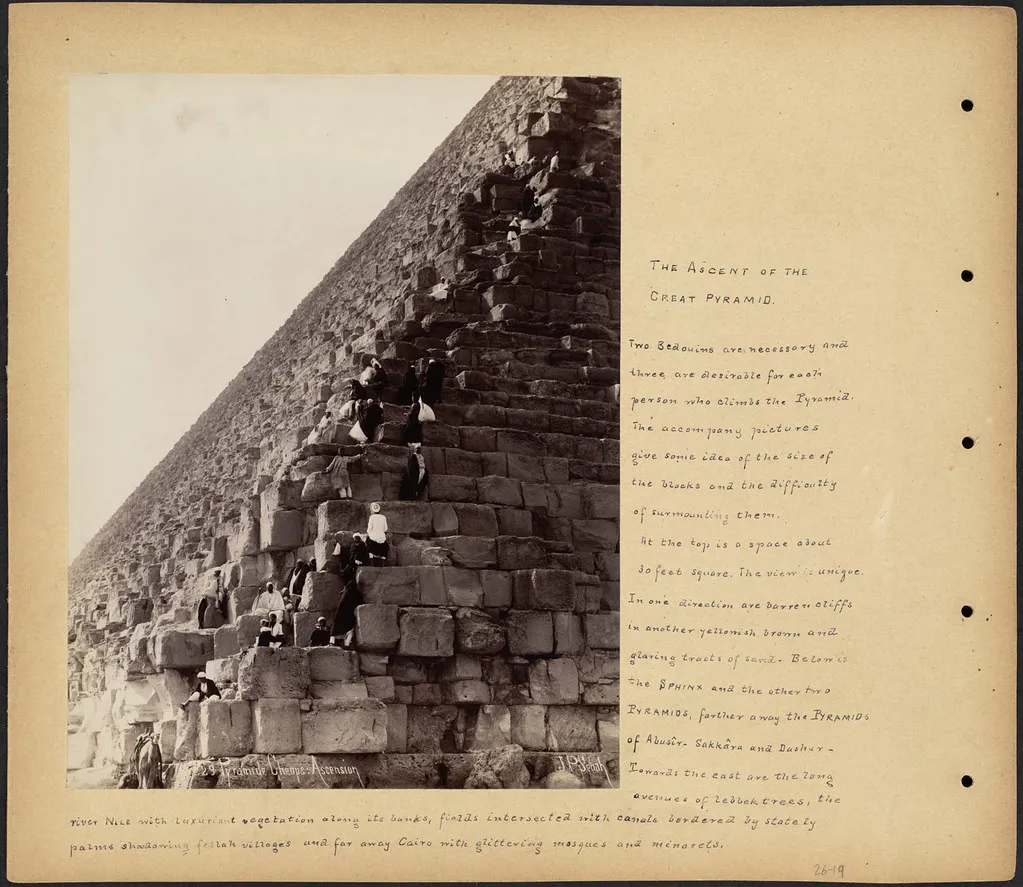 THE ASCENT OF THE
GREAT PYRAMID.
Two Bedouins are necessary and
three are desirable for each
person who climbs the Pyramid.
The accompany pictures
give some idea of the size of
the blocks and the difficulty
of surmounting them.
At the top is a space about
30 feet square. The view is unique.
In one direction are barren cliffs
in another yellowish brown and
glaring tracts of sand. Below is
the SPHINX and the other two
PYRAMIDS, farther away the PYRAMIDS
of Abusîr- Sakkâra and Dashur-
Towards the east are the long
avenues of lebbek trees, the
river NILE with luxuriant vegetation along its banks, fields intersected with canals bordered by stately
palms shadowing fellah villages and far away Cairo with glittering mosques and minarets.
29 Pyramide Cheops-Ascension
J.P. Sebah
26-19